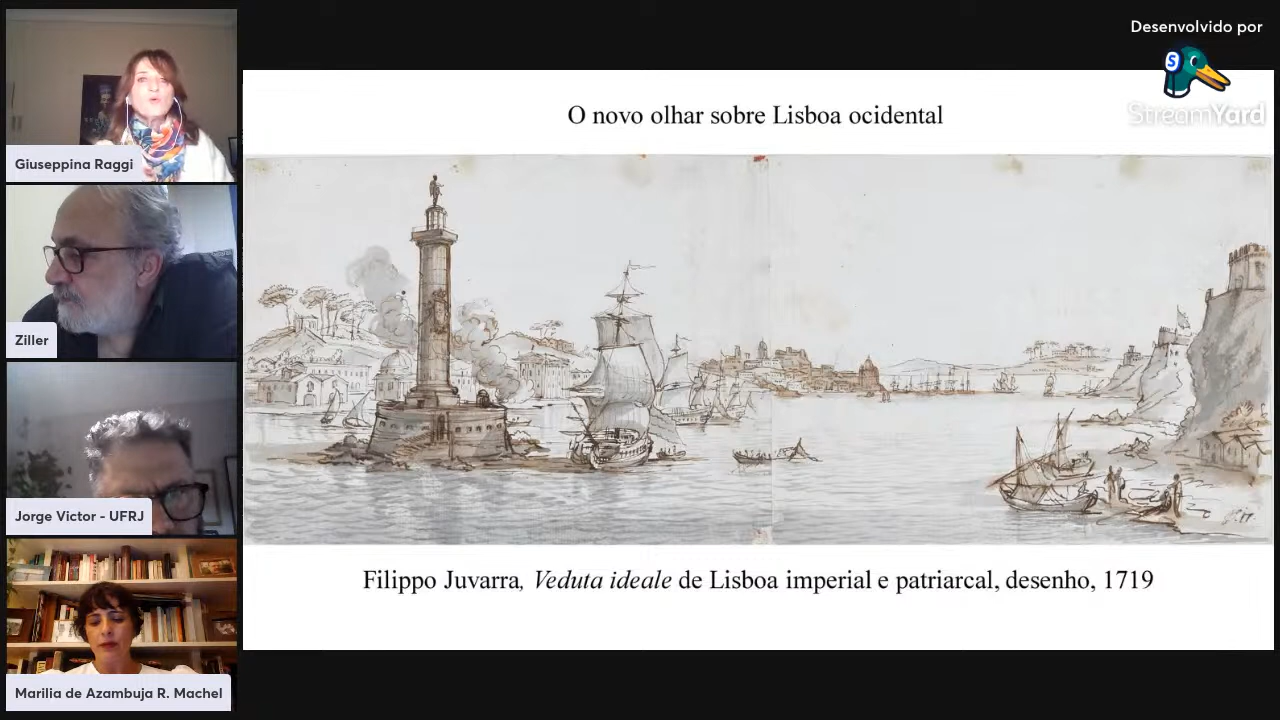 Desenvolvido por
StreamYard
O novo olhar sobre Lisboa ocidental
Giuseppina Raggi
Ziller
Jorge Victor - UFRJ
Filippo Juvarra, Veduta ideale de Lisboa imperial e patriarcal, desenho, 1719
Marilia de Azambuja R. Machel